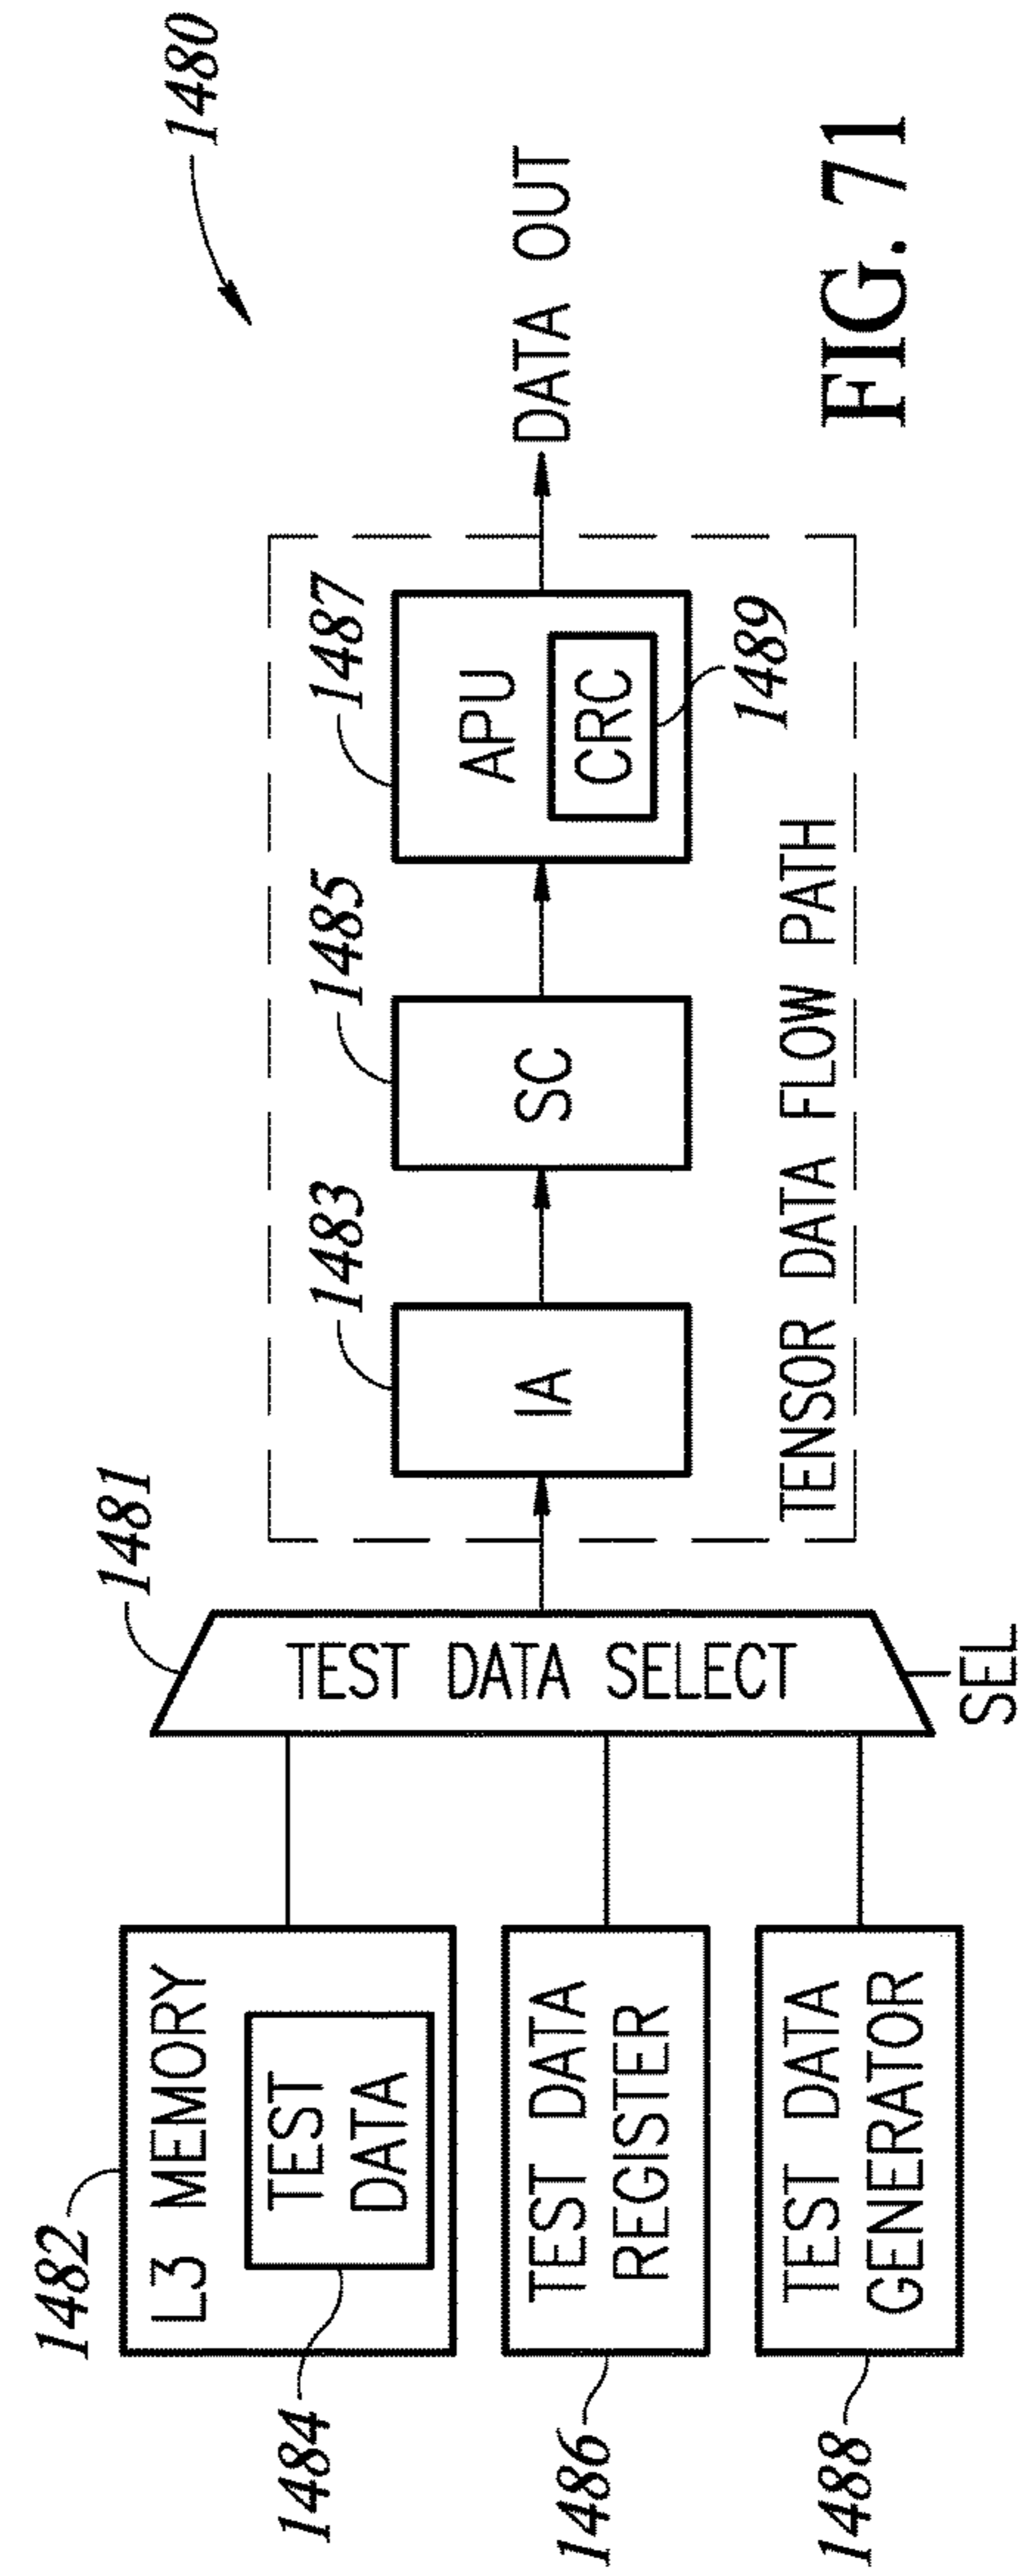 1480
1482
L3 MEMORY
TEST
DATA
1484
TEST DATA
REGISTER
1486
TEST DATA
GENERATOR
1488
1481
TEST DATA SELECT
SEL
1483
IA
1485
SC
1487
APU
CRC
1489
TENSOR DATA FLOW PATH
DATA OUT
FIG. 71